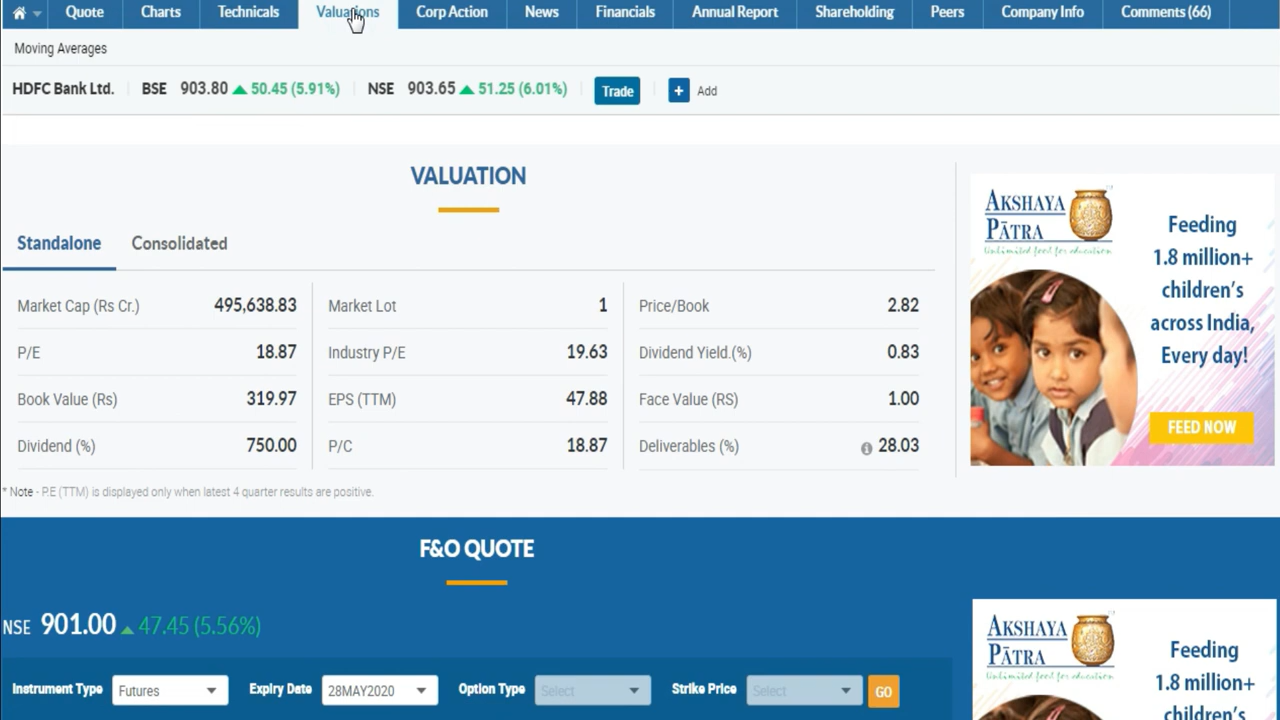 Quote Charts Technicals Valuations Corp Action News Financials Annual Report Shareholding Peers Company Info Comments (66)
Moving Averages
HDFC Bank Ltd. BSE 903.80 50.45 (5.91%) NSE 903.65 51.25 (6.01%) Trade + Add
VALUATION
Standalone Consolidated
Market Cap (Rs Cr.) 495,638.83 Market Lot 1 Price/Book 2.82
P/E 18.87 Industry P/E 19.63 Dividend Yield.(%) 0.83
Book Value (Rs) 319.97 EPS (TTM) 47.88 Face Value (RS) 1.00
Dividend (%) 750.00 P/C 18.87 Deliverables (%) 28.03
* Note - P.E (TTM) is displayed only when latest 4 quarter results are positive.
AKSHAYA
PĀTRA
Unlimited food for education
Feeding
1.8 million+
children's
across India,
Every day!
FEED NOW
F&O QUOTE
NSE 901.00 47.45 (5.56%)
Instrument Type Futures Expiry Date 28MAY2020 Option Type Select Strike Price Select GO
AKSHAYA
PĀTRA
Unlimited food for education
Feeding
1.8 million+
children's